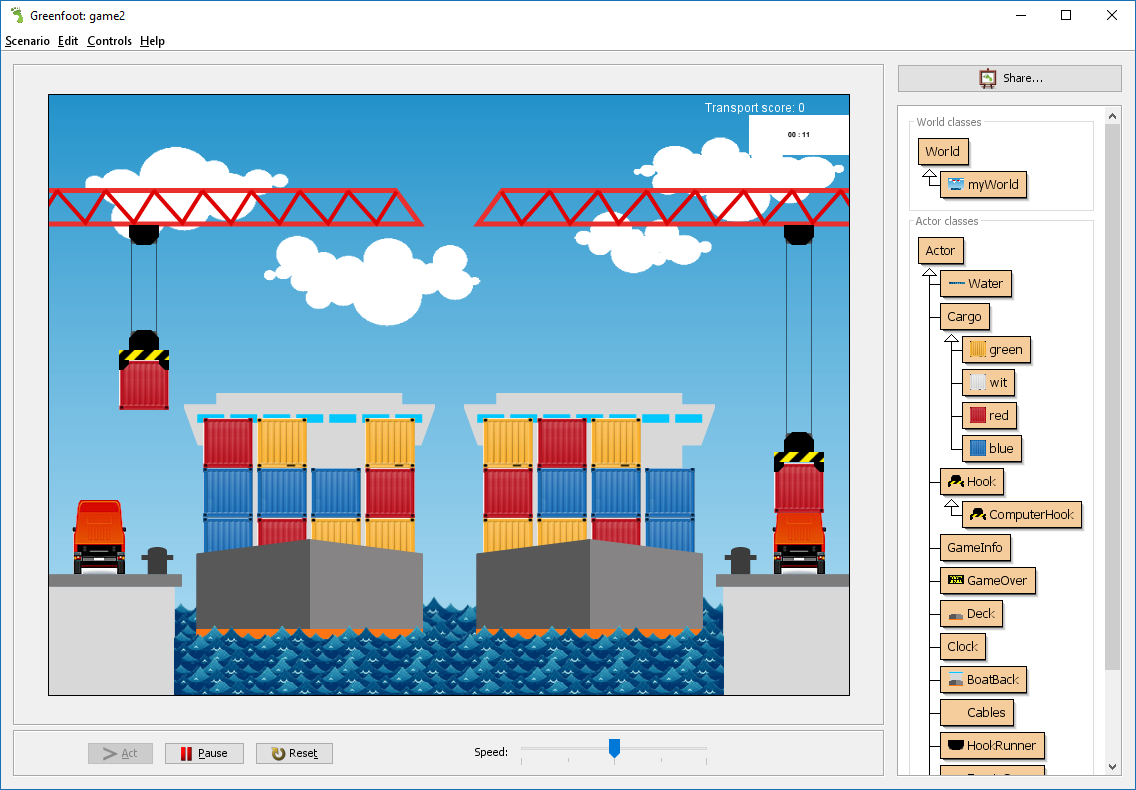 Greenfoot: game2
Scenario Edit Controls Help
Transport score: 0
00 : 11
Act
Pause
Reset
Speed:
Share...
World classes
World
myWorld
Actor classes
Actor
Water
Cargo
green
wit
red
blue
Hook
ComputerHook
GameInfo
GameOver
Deck
Clock
BoatBack
Cables
HookRunner